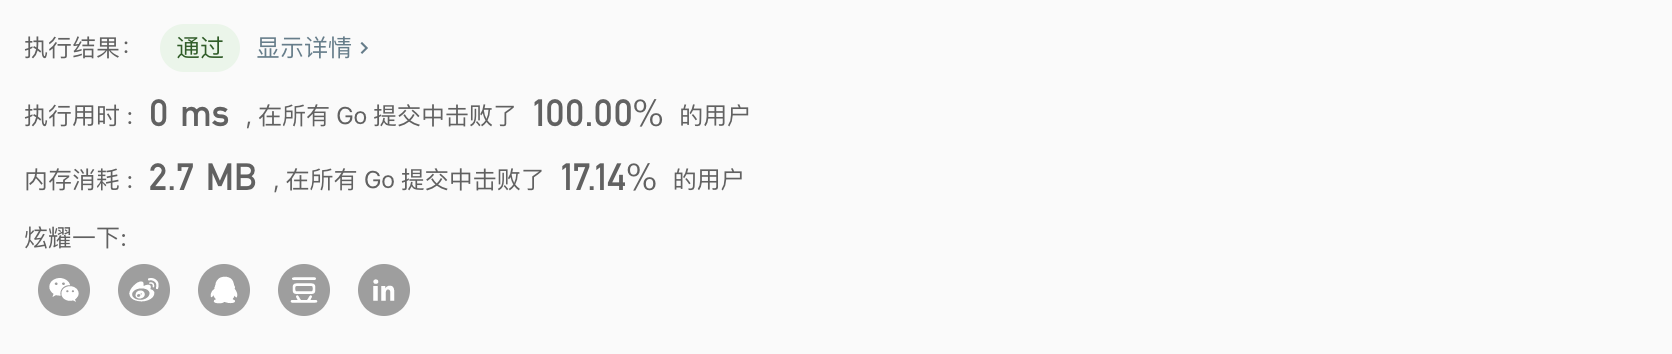 执行结果： 通过 显示详情 >
执行用时： 0 ms , 在所有 Go 提交中击败了 100.00% 的用户
内存消耗： 2.7 MB , 在所有 Go 提交中击败了 17.14% 的用户
炫耀一下:
豆 in